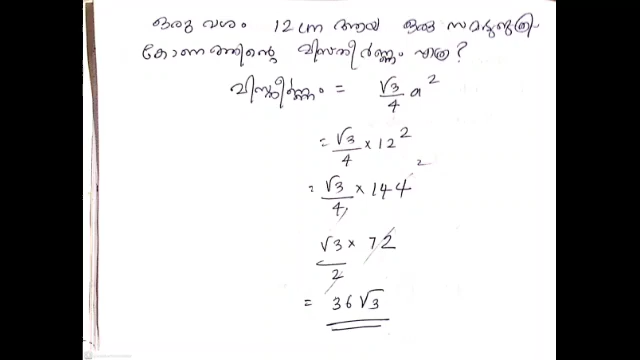 ഒരു വശം 12 cm ആയ ഒരു സമഭുജത്രി-
കോണത്തിന്റെ വിസ്തീർണ്ണം എത്ര?
വിസ്തീർണ്ണം = √3/4 a²
= √3/4 × 12²
= √3/4 × 144
√3/2 × 72
= 36√3